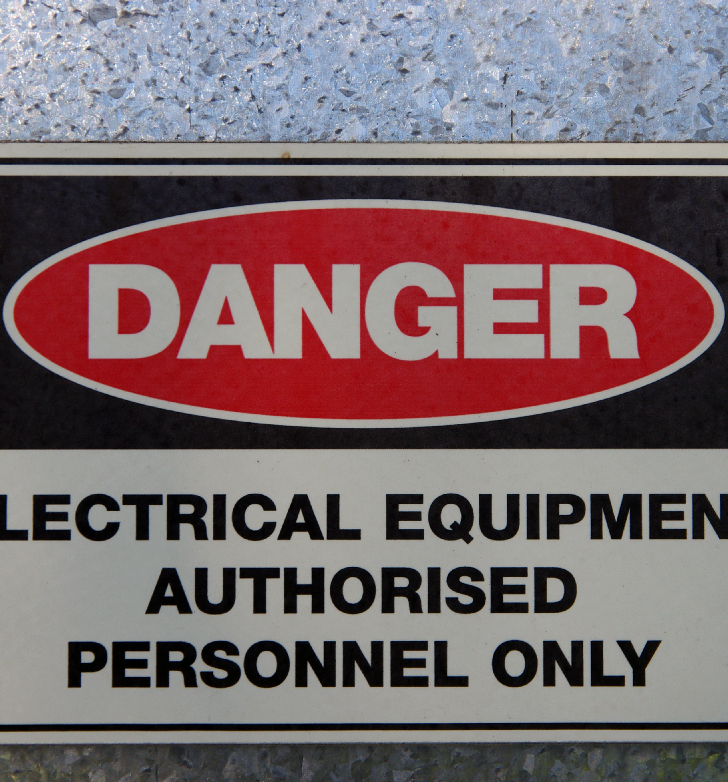 DANGER
LECTRICAL EQUIPMEN
AUTHORISED
PERSONNEL ONLY